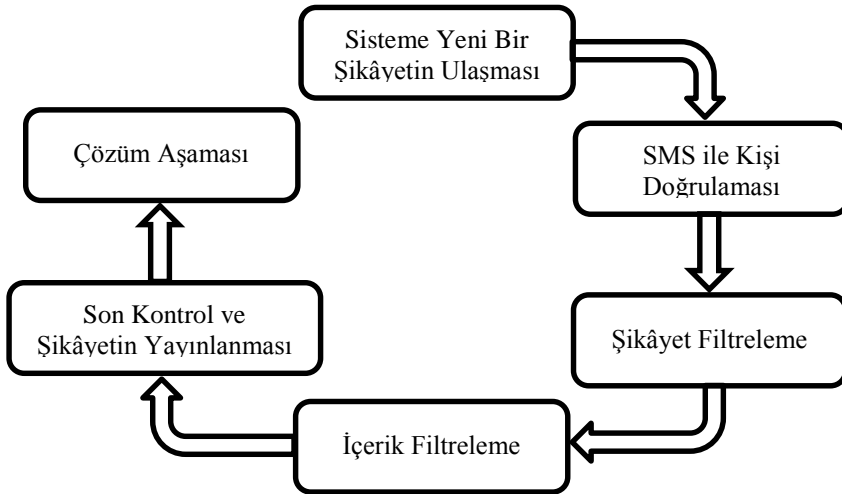 Sisteme Yeni Bir
Şikâyetin Ulaşması
SMS ile Kişi
Doğrulaması
Şikâyet Filtreleme
İçerik Filtreleme
Son Kontrol ve
Şikâyetin Yayınlanması
Çözüm Aşaması